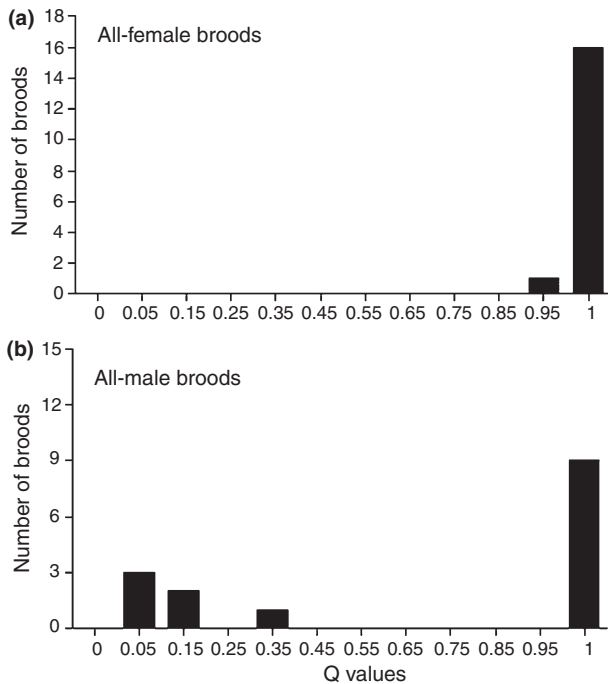 (a)
All-female broods
Number of broods
18
16
14
12
10
8
6
4
2
0
0 0.05 0.15 0.25 0.35 0.45 0.55 0.65 0.75 0.85 0.95 1
(b)
All-male broods
Number of broods
15
12
9
6
3
0
0 0.05 0.15 0.35 0.35 0.45 0.55 0.65 0.75 0.85 0.95 1
Q values